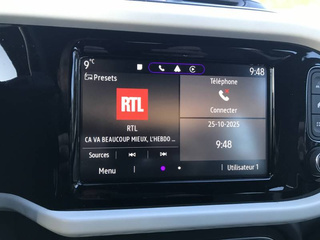 9°C
9:48
Presets
Téléphone
RTL
Connecter
RTL
25-10-2025
CA VA BEAUCOUP MIEUX, L'HEBDO ...
9:48
Sources
Menu
Utilisateur 1